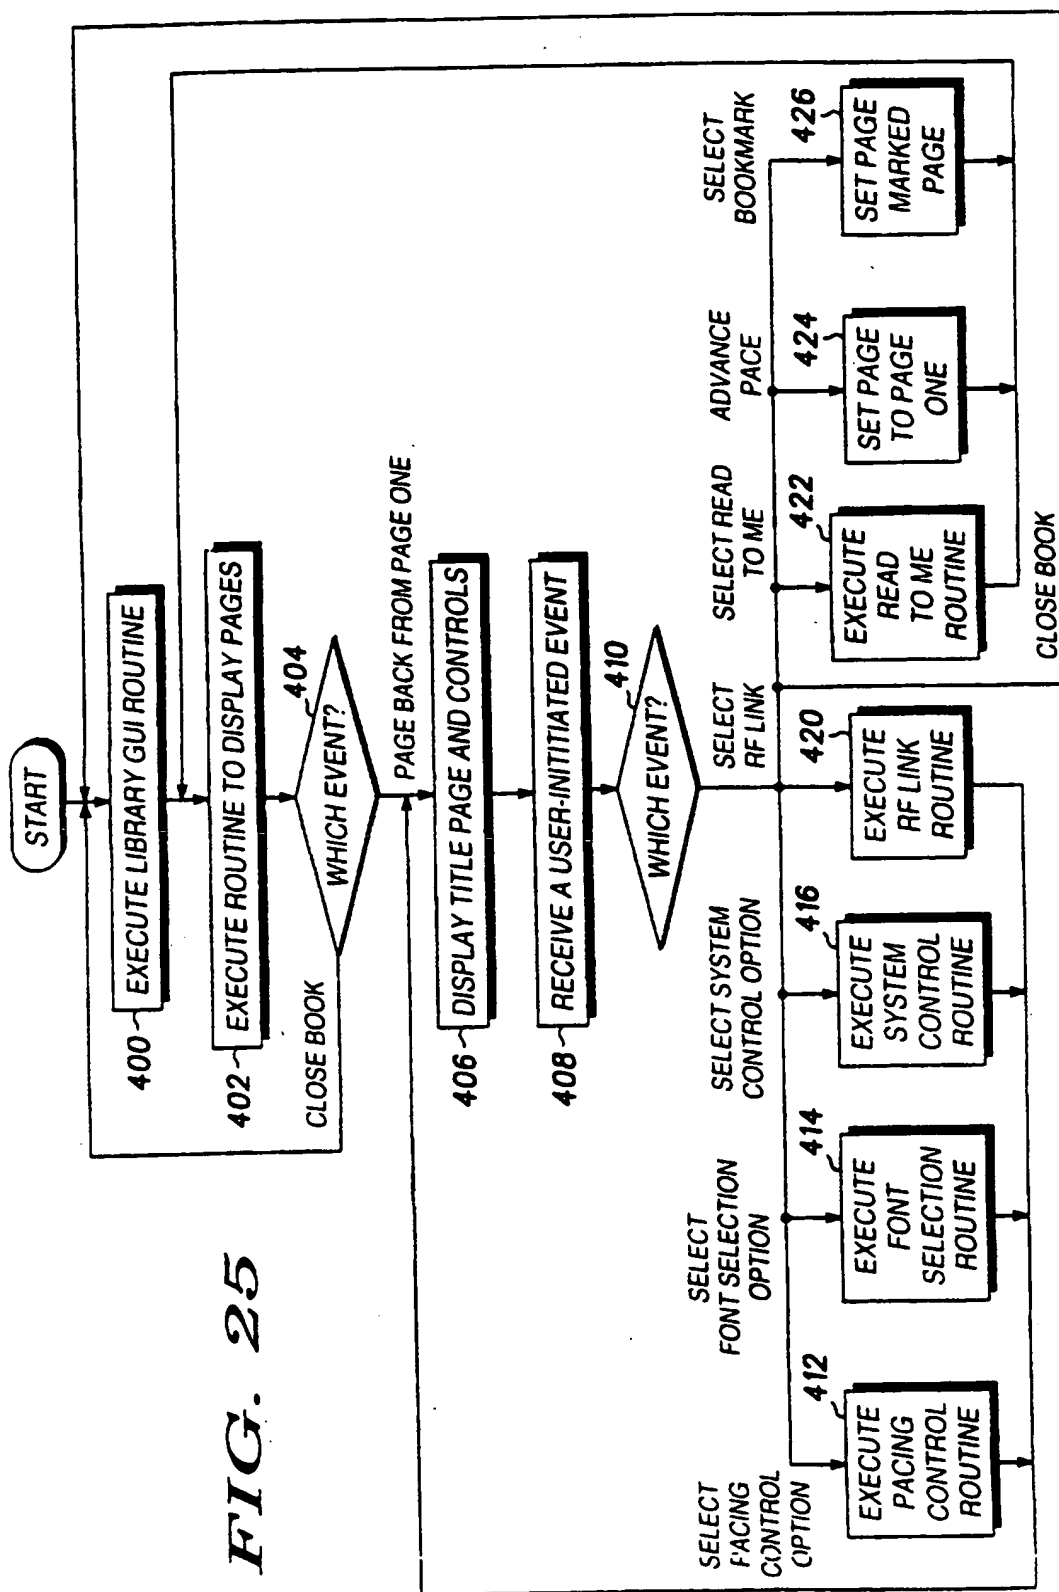 START
EXECUTE LIBRARY GUI ROUTINE
400
EXECUTE ROUTINE TO DISPLAY PAGES
402
WHICH EVENT?
404
CLOSE BOOK
PAGE BACK FROM PAGE ONE
DISPLAY TITLE PAGE AND CONTROLS
406
RECEIVE A USER-INITITIATED EVENT
408
WHICH EVENT?
410
SELECT
PACING
CONTROL
OPTION
412
EXECUTE
PACING
CONTROL
ROUTINE
SELECT
FONT SELECTION
OPTION
414
EXECUTE
FONT
SELECTION
ROUTINE
SELECT SYSTEM
CONTROL OPTION
416
EXECUTE
SYSTEM
CONTROL
ROUTINE
SELECT
RF LINK
420
EXECUTE
RF LINK
ROUTINE
SELECT READ
TO ME
422
EXECUTE
READ
TO ME
ROUTINE
ADVANCE
PACE
424
SET PAGE
TO PAGE
ONE
SELECT
BOOKMARK
426
SET PAGE
MARKED
PAGE
CLOSE BOOK
FIG. 25